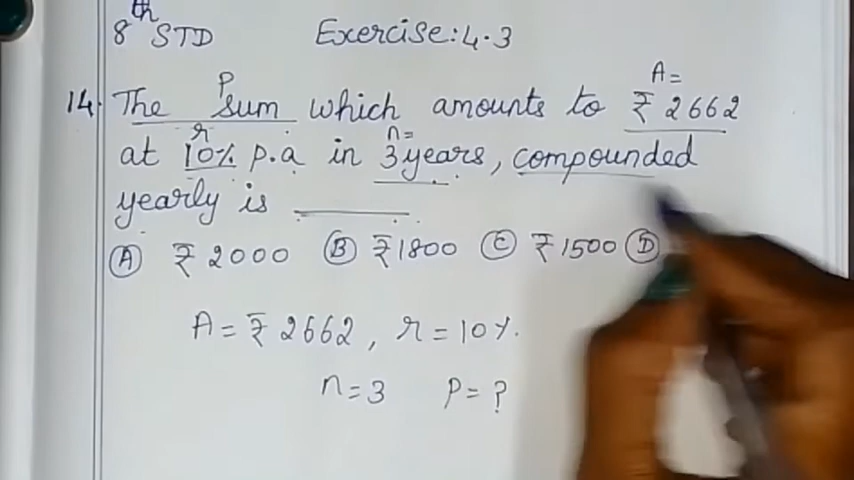 8th STD Exercise: 4.3
P A=
14. The sum which amounts to ₹ 2662
r n=
at 10% p.a in 3 years, compounded
yearly is ______
Ⓐ ₹ 2000 Ⓑ ₹ 1800 Ⓒ ₹ 1500 Ⓓ
A = ₹ 2662, r = 10%.
n = 3 P = ?